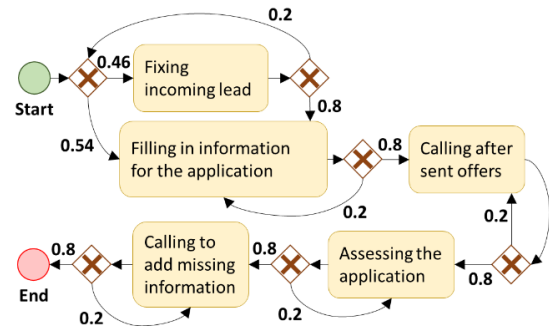 0.2
0.46
Fixing
incoming lead
Start
0.8
0.54
Filling in information
for the application
0.8
Calling after
sent offers
0.2
0.2
0.8
Calling to
add missing
information
0.8
Assessing the
application
0.8
End
0.2
0.2